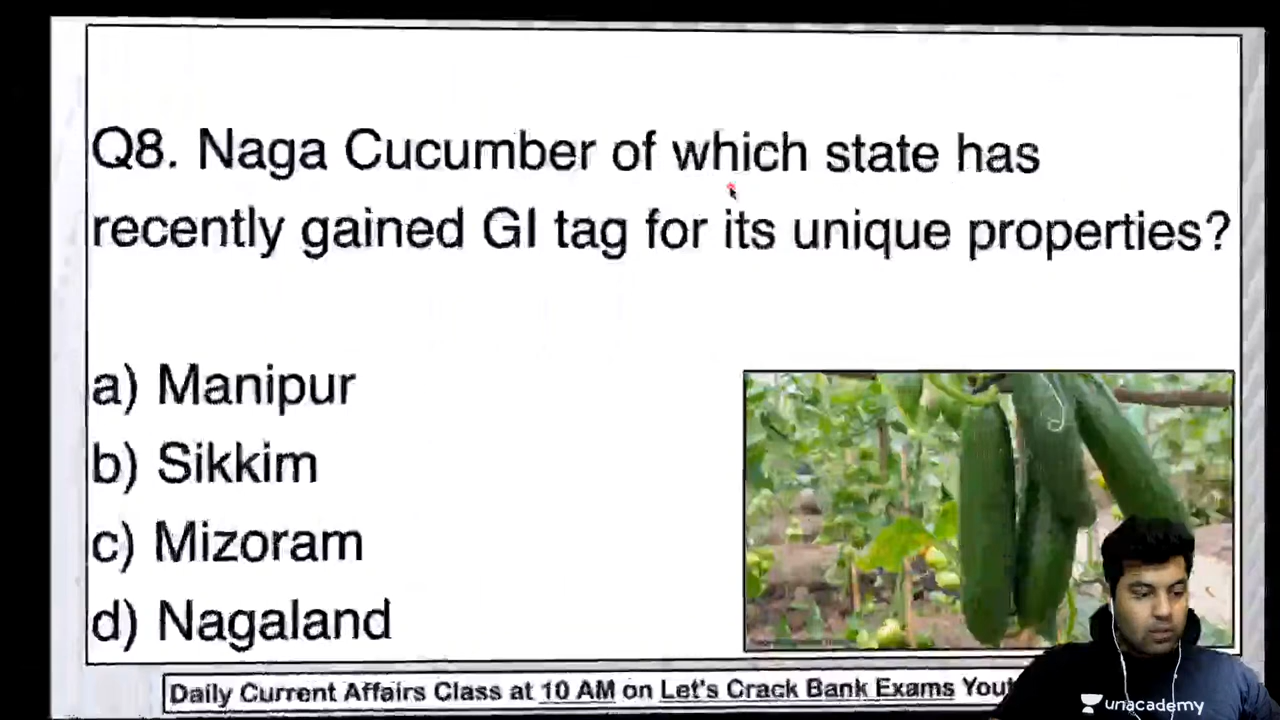 Q8. Naga Cucumber of which state has
recently gained GI tag for its unique properties?
a) Manipur
b) Sikkim
c) Mizoram
d) Nagaland
Daily Current Affairs Class at 10 AM on Let's Crack Bank Exams
unacademy